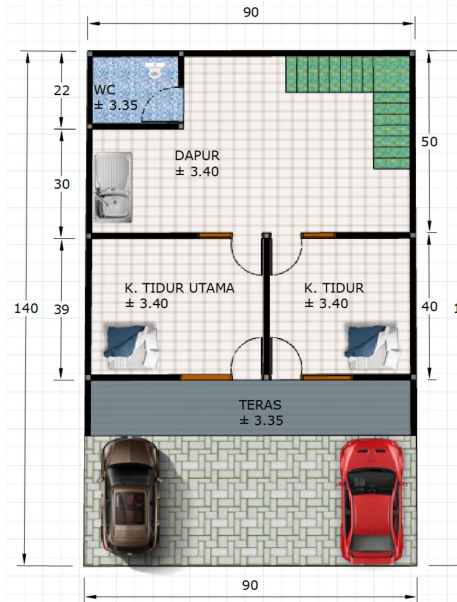 90
22
WC
± 3.35
30
DAPUR
± 3.40
50
140
39
K. TIDUR UTAMA
± 3.40
K. TIDUR
± 3.40
40
1
TERAS
± 3.35
90